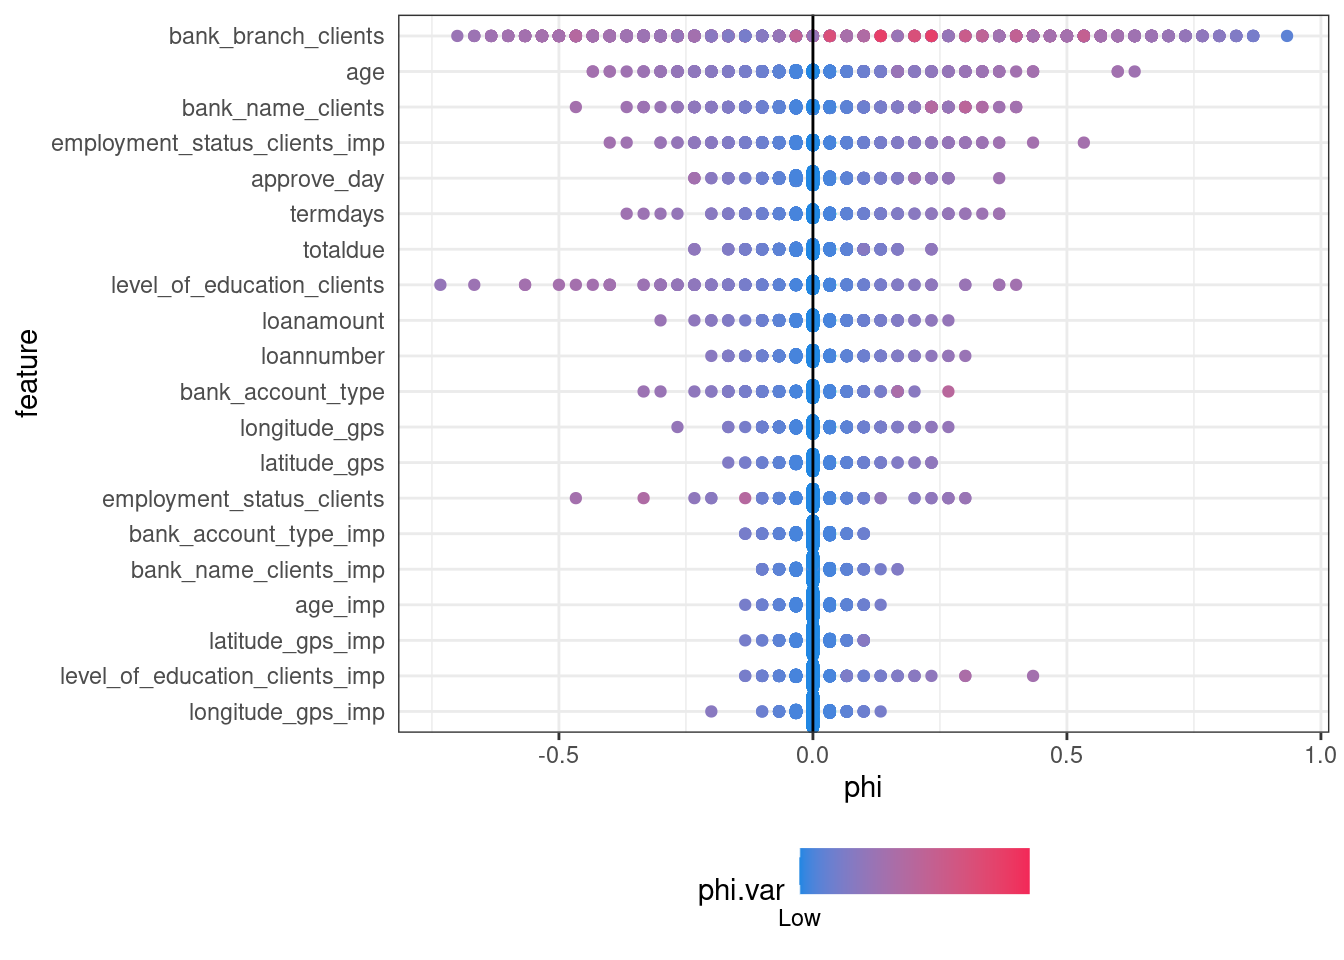 bank_branch_clients
age
bank_name_clients
employment_status_clients_imp
approve_day
termdays
totaldue
level_of_education_clients
loanamount
loannumber
bank_account_type
longitude_gps
latitude_gps
employment_status_clients
bank_account_type_imp
bank_name_clients_imp
age_imp
latitude_gps_imp
level_of_education_clients_imp
longitude_gps_imp
feature
-0.5 0.0 0.5 1.0
phi
phi.var
Low